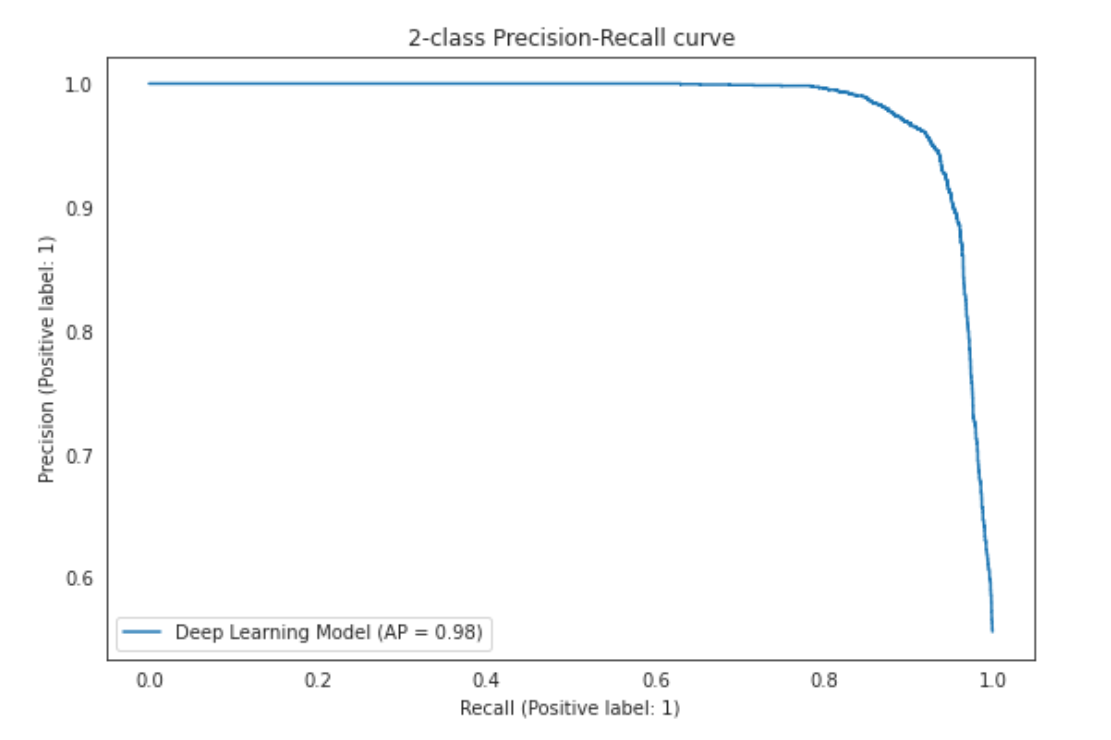 2-class Precision-Recall curve
1.0
0.9
0.8
0.7
0.6
Precision (Positive label: 1)
Deep Learning Model (AP = 0.98)
0.0 0.2 0.4 0.6 0.8 1.0
Recall (Positive label: 1)